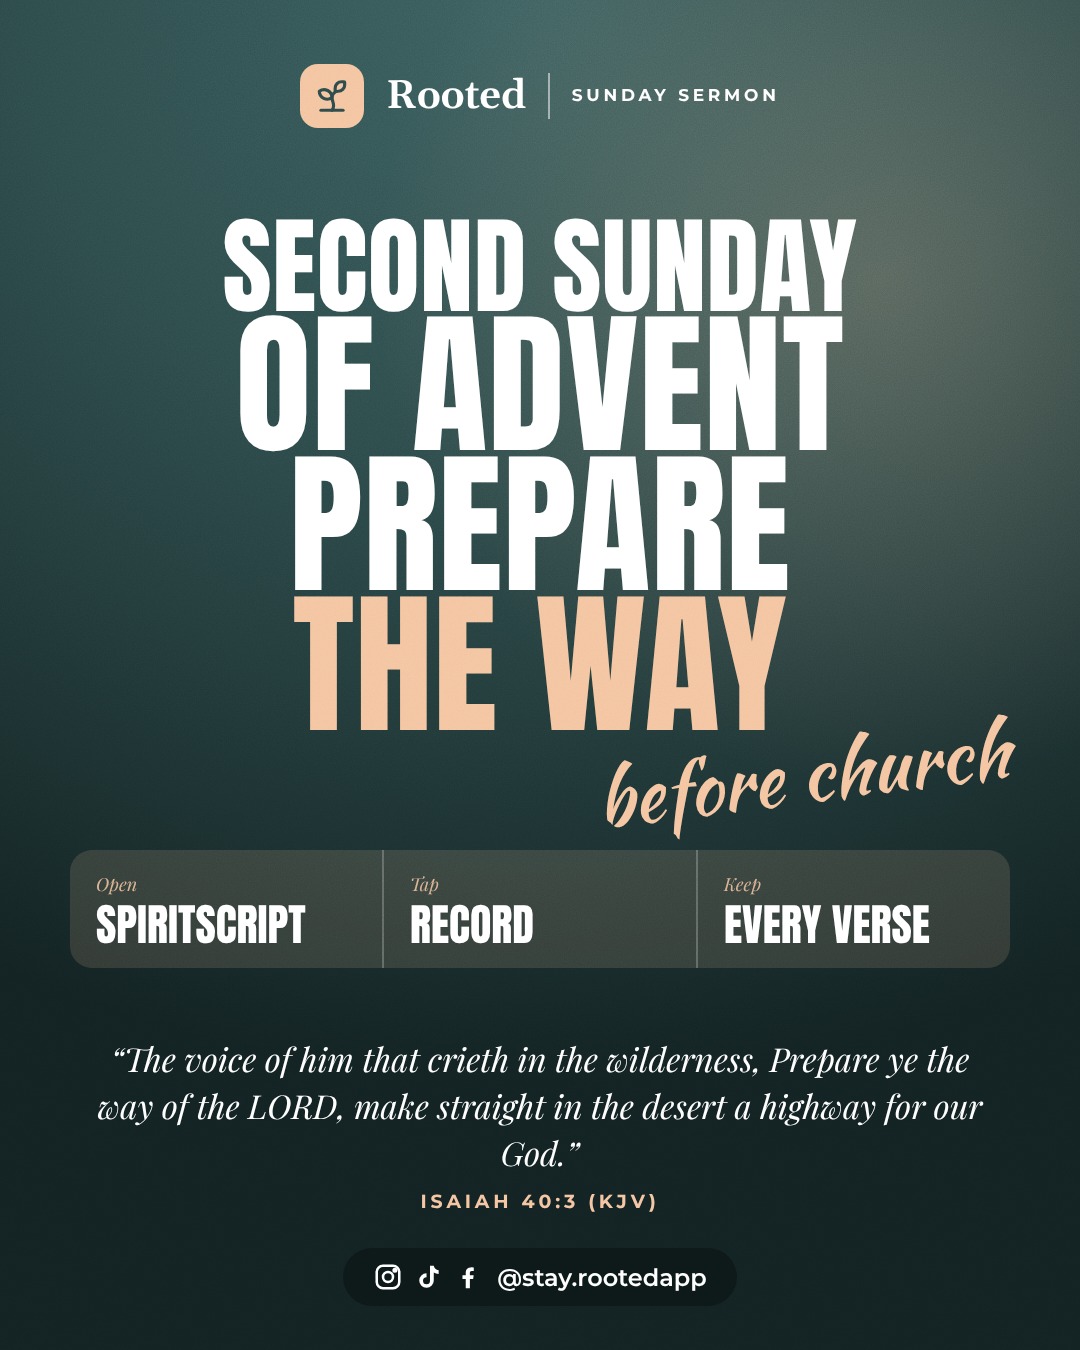 Rooted
SUNDAY SERMON
SECOND SUNDAY
OF ADVENT
PREPARE
THE WAY
before church
Open
SPIRITSCRIPT
Tap
RECORD
Keep
EVERY VERSE
“The voice of him that crieth in the wilderness, Prepare ye the
way of the LORD, make straight in the desert a highway for our
God.”
ISAIAH 40:3 (KJV)
@stay.rootedapp